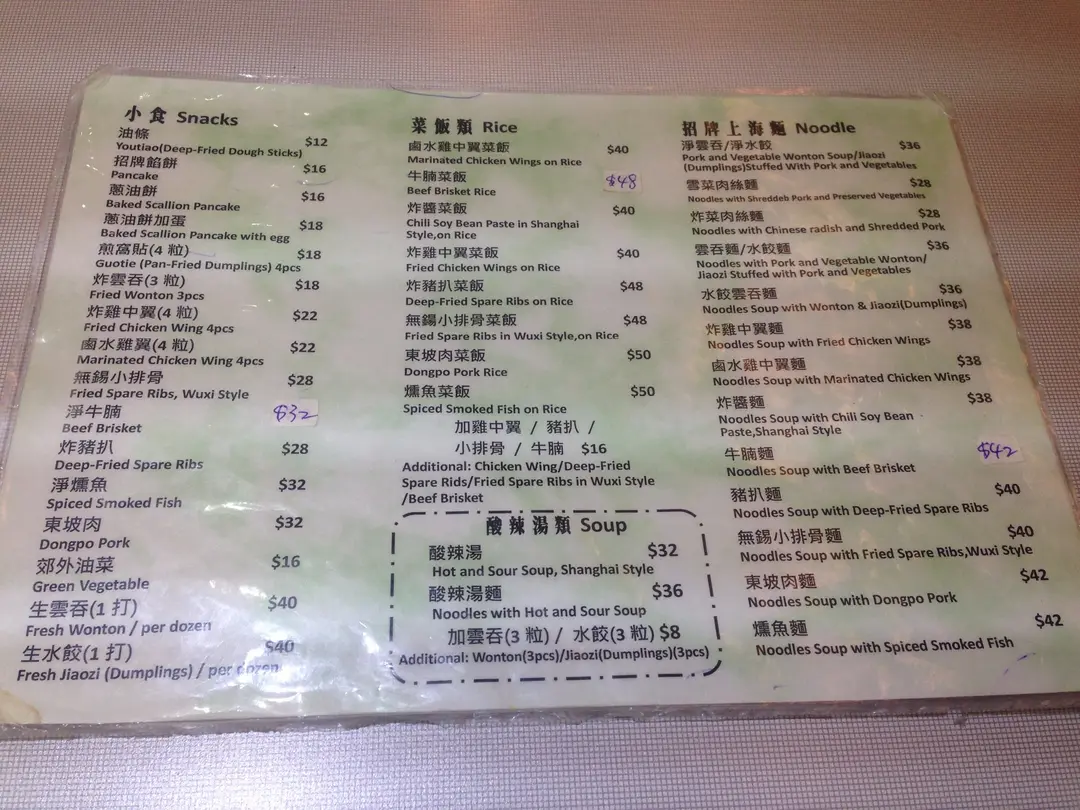 小食 Snacks
油條
Youtiao(Deep-Fried Dough Sticks) $12
招牌餡餅 $16
Pancake
蔥油餅 $16
Baked Scallion Pancake
蔥油餅加蛋 $18
Baked Scallion Pancake with egg
煎窩貼(4 粒) $18
Guotie (Pan-Fried Dumplings) 4pcs
炸雲吞(3 粒) $18
Fried Wonton 3pcs
炸雞中翼(4 粒) $22
Fried Chicken Wing 4pcs
鹵水雞翼(4 粒) $22
Marinated Chicken Wing 4pcs
無錫小排骨 $28
Fried Spare Ribs, Wuxi Style
淨牛腩 $32
Beef Brisket
炸豬扒 $28
Deep-Fried Spare Ribs
淨燻魚 $32
Spiced Smoked Fish
東坡肉 $32
Dongpo Pork
郊外油菜 $16
Green Vegetable
生雲吞(1 打) $40
Fresh Wonton / per dozen
生水餃(1 打) $40
Fresh Jiaozi (Dumplings) / per dozen
菜飯類 Rice
鹵水雞中翼菜飯 $40
Marinated Chicken Wings on Rice
牛腩菜飯 $48
Beef Brisket Rice
炸醬菜飯 $40
Chili Soy Bean Paste in Shanghai
Style,on Rice
炸雞中翼菜飯 $40
Fried Chicken Wings on Rice
炸豬扒菜飯 $48
Deep-Fried Spare Ribs on Rice
無錫小排骨菜飯 $48
Fried Spare Ribs in Wuxi Style,on Rice
東坡肉菜飯 $50
Dongpo Pork Rice
燻魚菜飯 $50
Spiced Smoked Fish on Rice
加雞中翼 / 豬扒 /
小排骨 / 牛腩 $16
Additional: Chicken Wing/Deep-Fried
Spare Rids/Fried Spare Ribs in Wuxi Style
/Beef Brisket
酸辣湯類 Soup
酸辣湯 $32
Hot and Sour Soup, Shanghai Style
酸辣湯麵 $36
Noodles with Hot and Sour Soup
加雲吞(3 粒) / 水餃(3 粒) $8
Additional: Wonton(3pcs)/Jiaozi(Dumplings)(3pcs)
招牌上海麵 Noodle
淨雲吞/淨水餃 $36
Pork and Vegetable Wonton Soup/Jiaozi
(Dumplings)Stuffed With Pork and Vegetables
雪菜肉絲麵 $28
Noodles with Shreddeb Pork and Preserved Vegetables
炸菜肉絲麵 $28
Noodles with Chinese radish and Shredded Pork
雲吞麵/水餃麵 $36
Noodles with Pork and Vegetable Wonton/
Jiaozi Stuffed with Pork and Vegetables
水餃雲吞麵 $36
Noodles Soup with Wonton & Jiaozi(Dumplings)
炸雞中翼麵 $38
Noodles Soup with Fried Chicken Wings
鹵水雞中翼麵 $38
Noodles Soup with Marinated Chicken Wings
炸醬麵 $38
Noodles Soup with Chili Soy Bean
Paste,Shanghai Style
牛腩麵 $42
Noodles Soup with Beef Brisket
豬扒麵 $40
Noodles Soup with Deep-Fried Spare Ribs
無錫小排骨麵 $40
Noodles Soup with Fried Spare Ribs,Wuxi Style
東坡肉麵 $42
Noodles Soup with Dongpo Pork
燻魚麵 $42
Noodles Soup with Spiced Smoked Fish